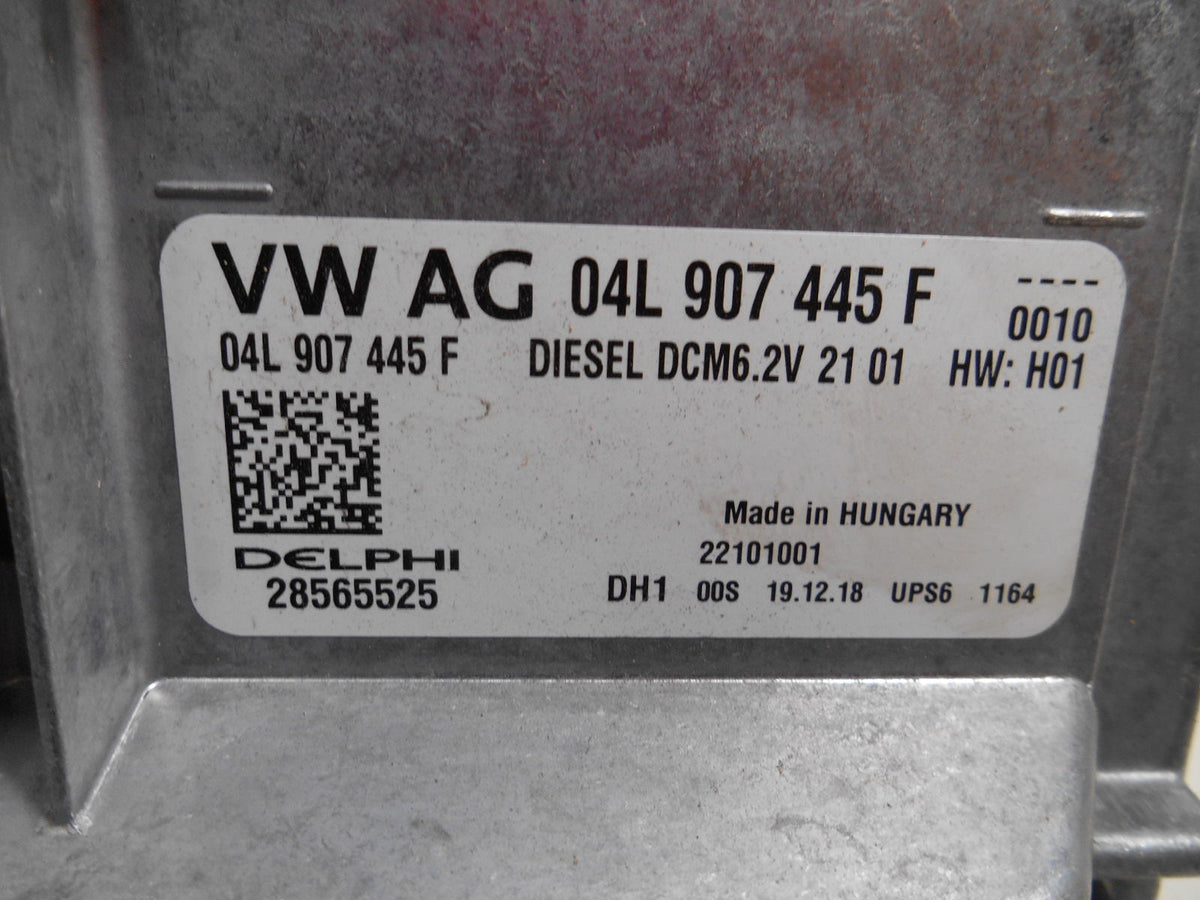 VW AG 04L 907 445 F ----
0010
04L 907 445 F DIESEL DCM6.2V 21 01 HW: H01
Made in HUNGARY
DELPHI 22101001
28565525 DH1 00S 19.12.18 UPS6 1164